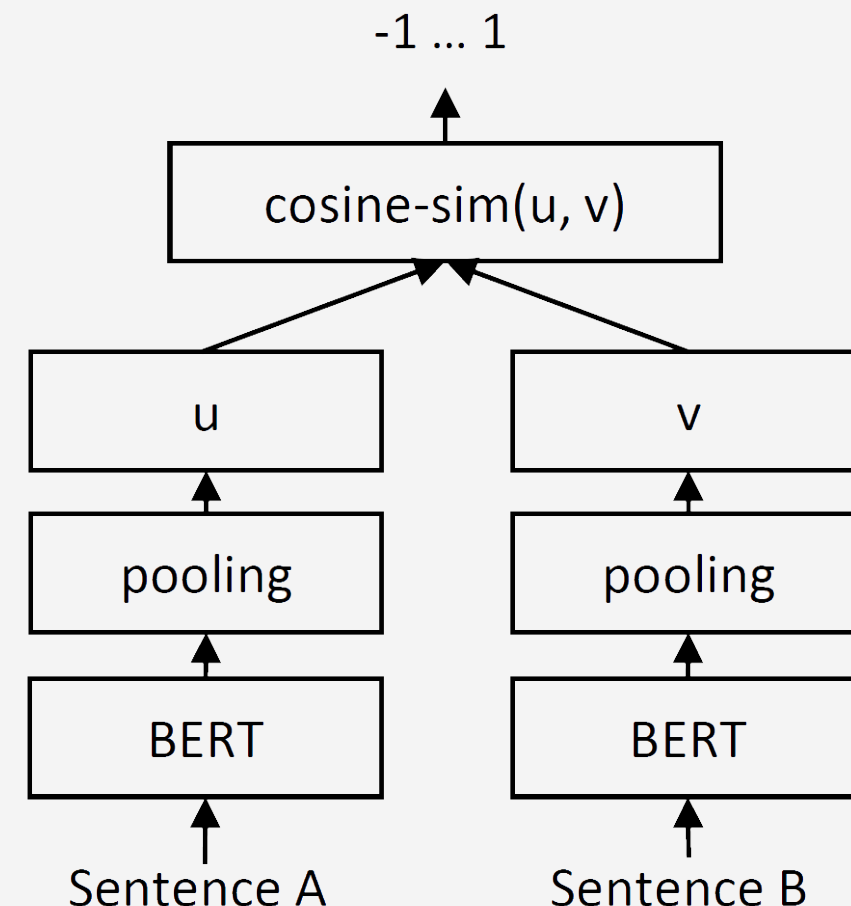 -1 ... 1
cosine-sim(u, v)
u
v
pooling
pooling
BERT
BERT
Sentence A
Sentence B